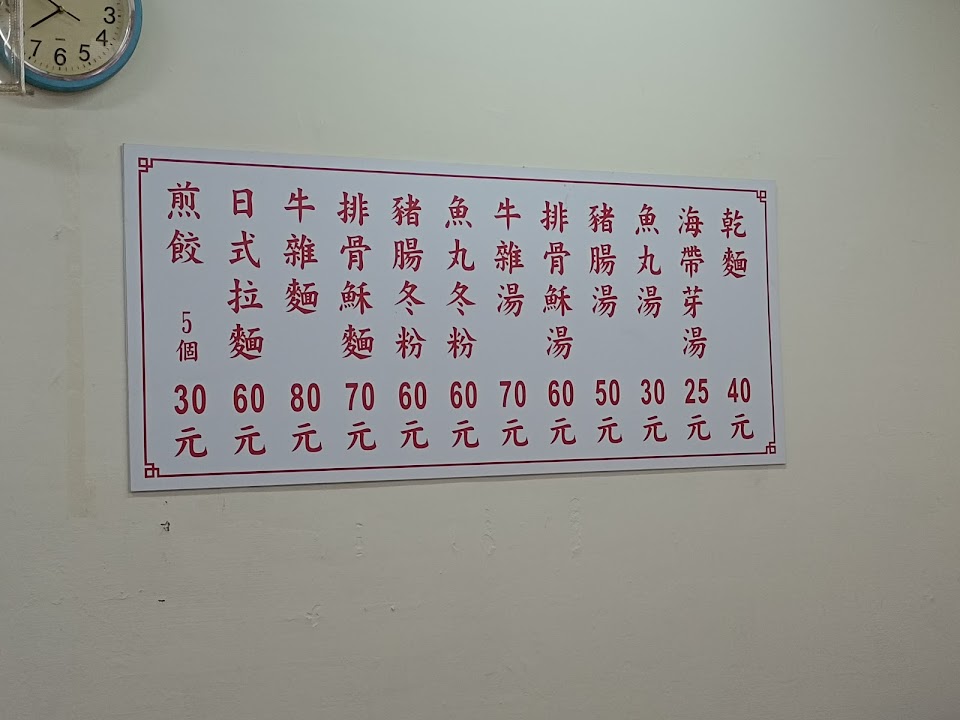 乾麵 40元
海帶芽湯 25元
魚丸湯 30元
豬腸湯 50元
排骨穌湯 60元
牛雜湯 70元
魚丸冬粉 60元
豬腸冬粉 60元
排骨穌麵 70元
牛雜麵 80元
日式拉麵 60元
煎餃 5個 30元
3
4
5
6
7